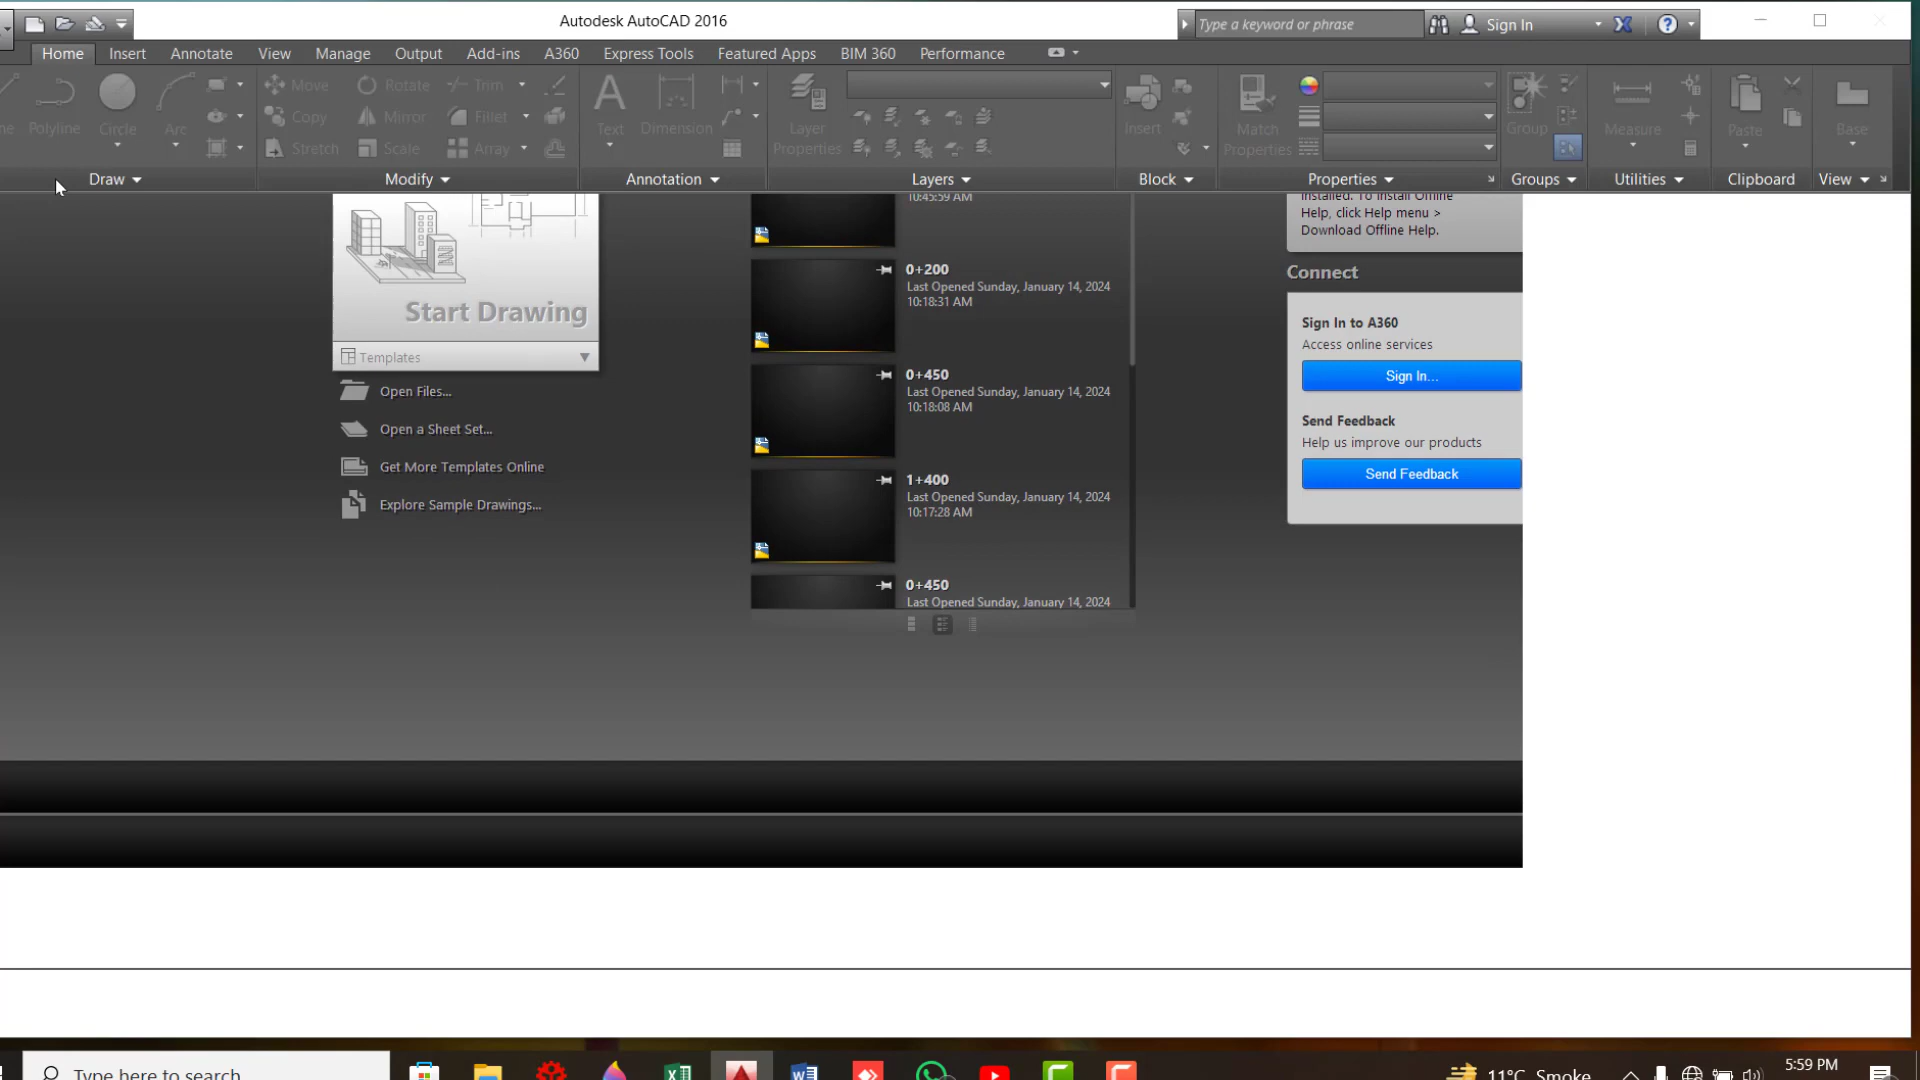 Autodesk AutoCAD 2016
Type a keyword or phrase
Sign In
Home Insert Annotate View Manage Output Add-ins A360 Express Tools Featured Apps BIM 360 Performance
Polyline Circle Arc
Move Rotate Trim
Copy Mirror Fillet
Stretch Scale Array
Text Dimension
Layer Properties
Insert
Match Properties
Group
Measure
Paste
Base
Draw Modify Annotation Layers Block Properties Groups Utilities Clipboard View
Start Drawing
Templates
Open Files...
Open a Sheet Set...
Get More Templates Online
Explore Sample Drawings...
10:45:59 AM
0+200
Last Opened Sunday, January 14, 2024
10:18:31 AM
0+450
Last Opened Sunday, January 14, 2024
10:18:08 AM
1+400
Last Opened Sunday, January 14, 2024
10:17:28 AM
0+450
Last Opened Sunday, January 14, 2024
installed. To install Offline
Help, click Help menu >
Download Offline Help.
Connect
Sign In to A360
Access online services
Sign In...
Send Feedback
Help us improve our products
Send Feedback
Type here to search
11°C Smoke
5:59 PM